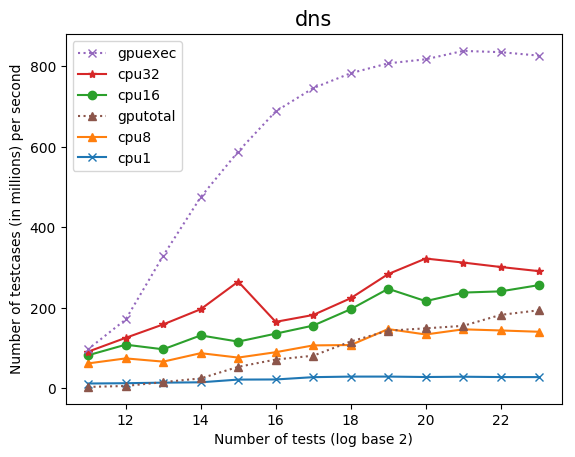 dns
Number of testcases (in millions) per second
800
600
400
200
0
gpuexec
cpu32
cpu16
gputotal
cpu8
cpu1
12 14 16 18 20 22
Number of tests (log base 2)